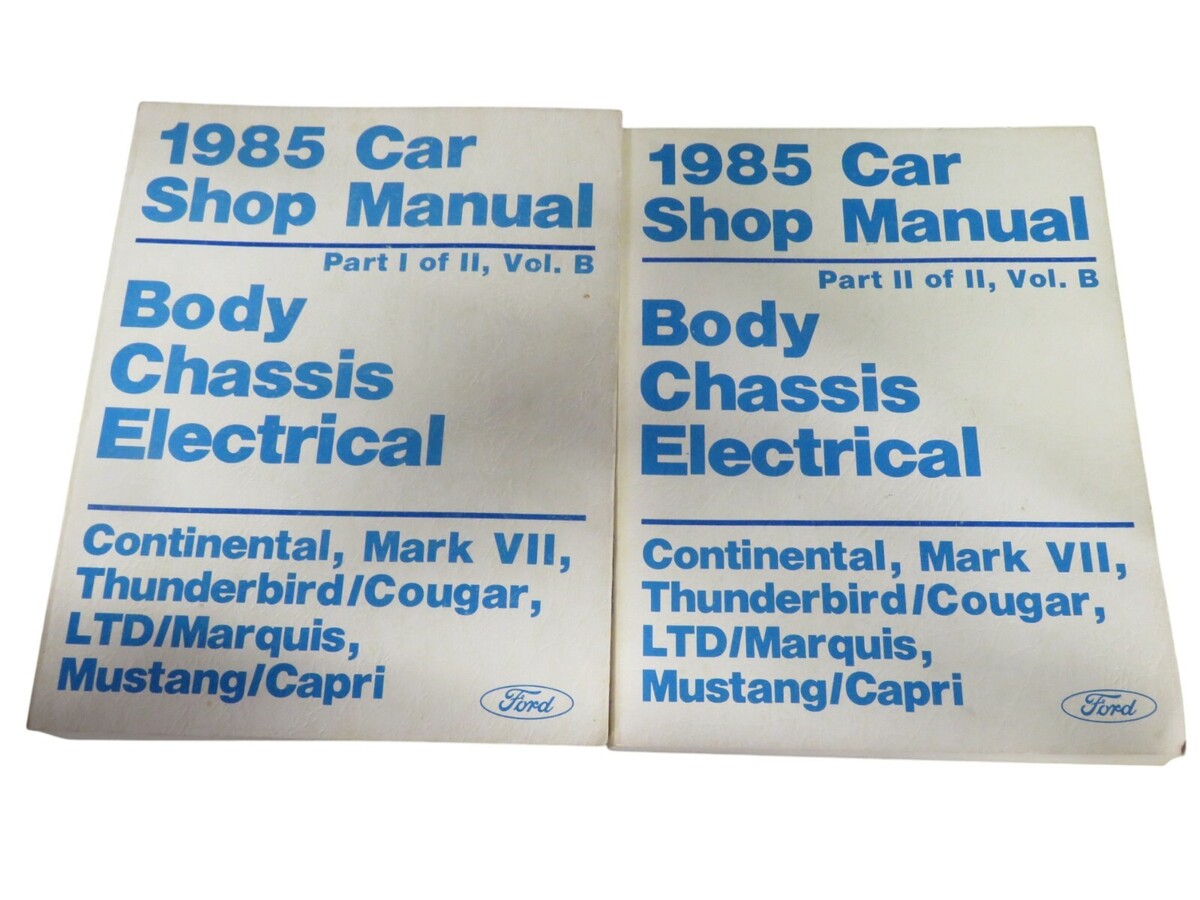 1985 Car
Shop Manual
Part I of II, Vol. B
Body
Chassis
Electrical
Continental, Mark VII,
Thunderbird/Cougar,
LTD/Marquis,
Mustang/Capri
Ford
1985 Car
Shop Manual
Part II of II, Vol. B
Body
Chassis
Electrical
Continental, Mark VII,
Thunderbird/Cougar,
LTD/Marquis,
Mustang/Capri
Ford